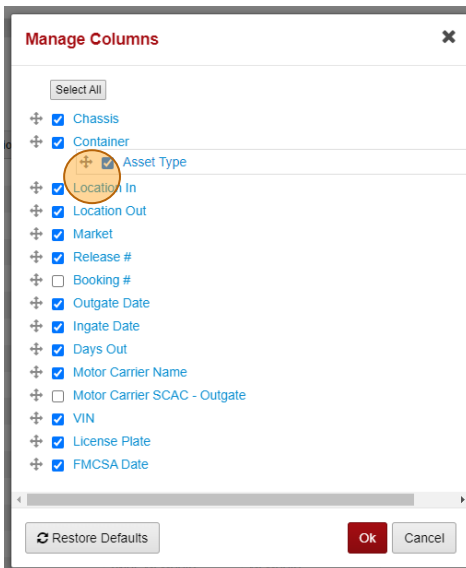 Manage Columns
Select All
Chassis
Container
Asset Type
Location In
Location Out
Market
Release #
Booking #
Outgate Date
Ingate Date
Days Out
Motor Carrier Name
Motor Carrier SCAC - Outgate
VIN
License Plate
FMCSA Date
Restore Defaults
Ok
Cancel